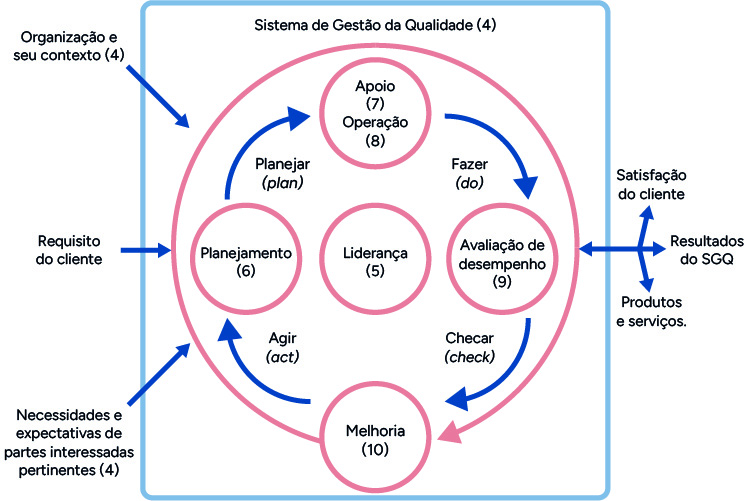 Sistema de Gestão da Qualidade (4)
Organização e
seu contexto (4)
Apoio
(7)
Operação
(8)
Planejar
(plan)
Fazer
(do)
Satisfação
do cliente
Requisito
do cliente
Planejamento
(6)
Liderança
(5)
Avaliação de
desempenho
(9)
Resultados
do SGQ
Produtos
e serviços.
Agir
(act)
Checar
(check)
Necessidades e
expectativas de
partes interessadas
pertinentes (4)
Melhoria
(10)